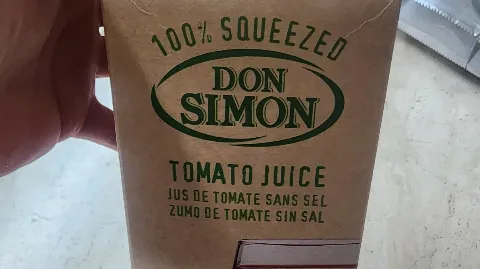 100% SQUEEZED
DON
SIMON
TOMATO JUICE
JUS DE TOMATE SANS SEL
ZUMO DE TOMATE SIN SAL